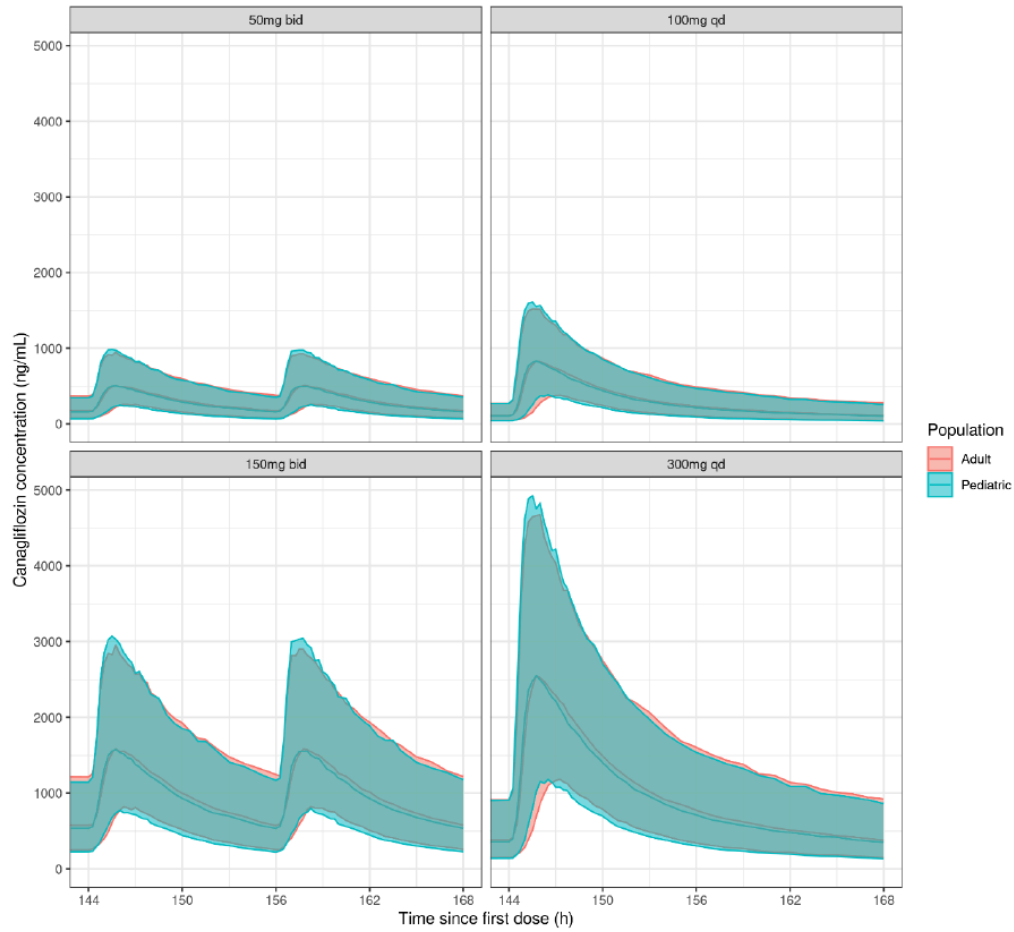 50mg bid
100mg qd
5000
4000
3000
2000
1000
0
150mg bid
300mg qd
5000
4000
3000
2000
1000
0
144
150
156
162
168
144
150
156
162
168
Canagliflozin concentration (ng/mL)
Time since first dose (h)
Population
Adult
Pediatric